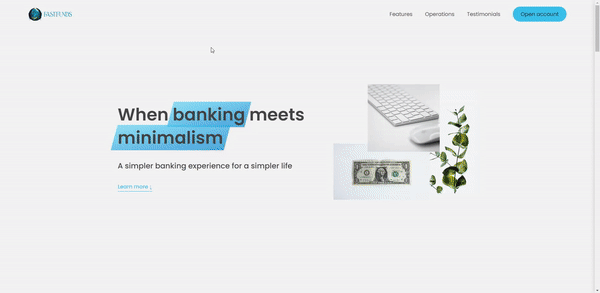 FASTFUNDS
Features
Operations
Testimonials
Open account
When banking meets
minimalism
A simpler banking experience for a simpler life
Learn more ↓